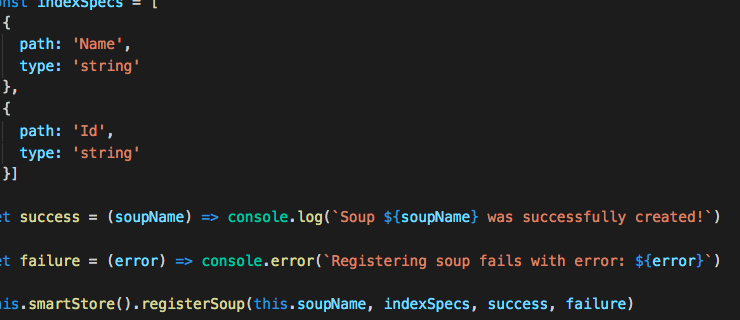 onst indexSpecs = [
{
path: 'Name',
type: 'string'
},
{
path: 'Id',
type: 'string'
}]
et success = (soupName) => console.log(`Soup ${soupName} was successfully created!`)
et failure = (error) => console.error(`Registering soup fails with error: ${error}`)
his.smartStore().registerSoup(this.soupName, indexSpecs, success, failure)